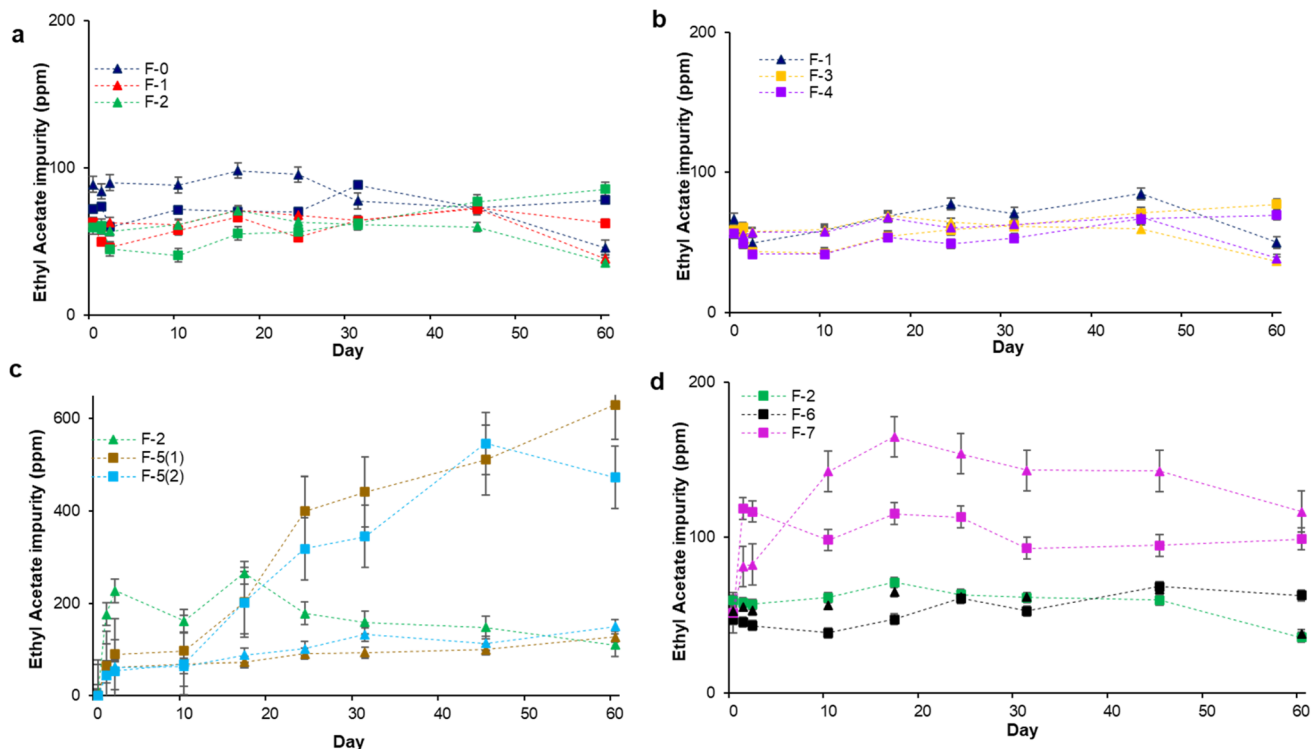 a
Ethyl Acetate impurity (ppm)
200
100
0
F-0
F-1
F-2
0 10 20 30 40 50 60
Day
b
Ethyl Acetate impurity (ppm)
200
100
0
F-1
F-3
F-4
0 10 20 30 40 50 60
Day
c
Ethyl Acetate impurity (ppm)
600
400
200
0
F-2
F-5(1)
F-5(2)
0 10 20 30 40 50 60
Day
d
Ethyl Acetate impurity (ppm)
200
100
0
F-2
F-6
F-7
0 10 20 30 40 50 60
Day